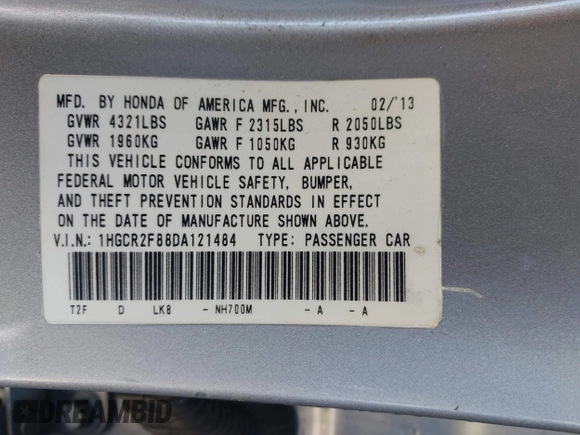 MFD. BY HONDA OF AMERICA MFG., INC. 02/'13
GVWR 4321LBS GAWR F 2315LBS R 2050LBS
GVWR 1960KG GAWR F 1050KG R 930KG
THIS VEHICLE CONFORMS TO ALL APPLICABLE
FEDERAL MOTOR VEHICLE SAFETY, BUMPER,
AND THEFT PREVENTION STANDARDS IN EFFECT
ON THE DATE OF MANUFACTURE SHOWN ABOVE.
V.I.N.: 1HGCR2F88DA121484 TYPE: PASSENGER CAR
T2F D LK8 - NH700M - A - A
DREAMBID